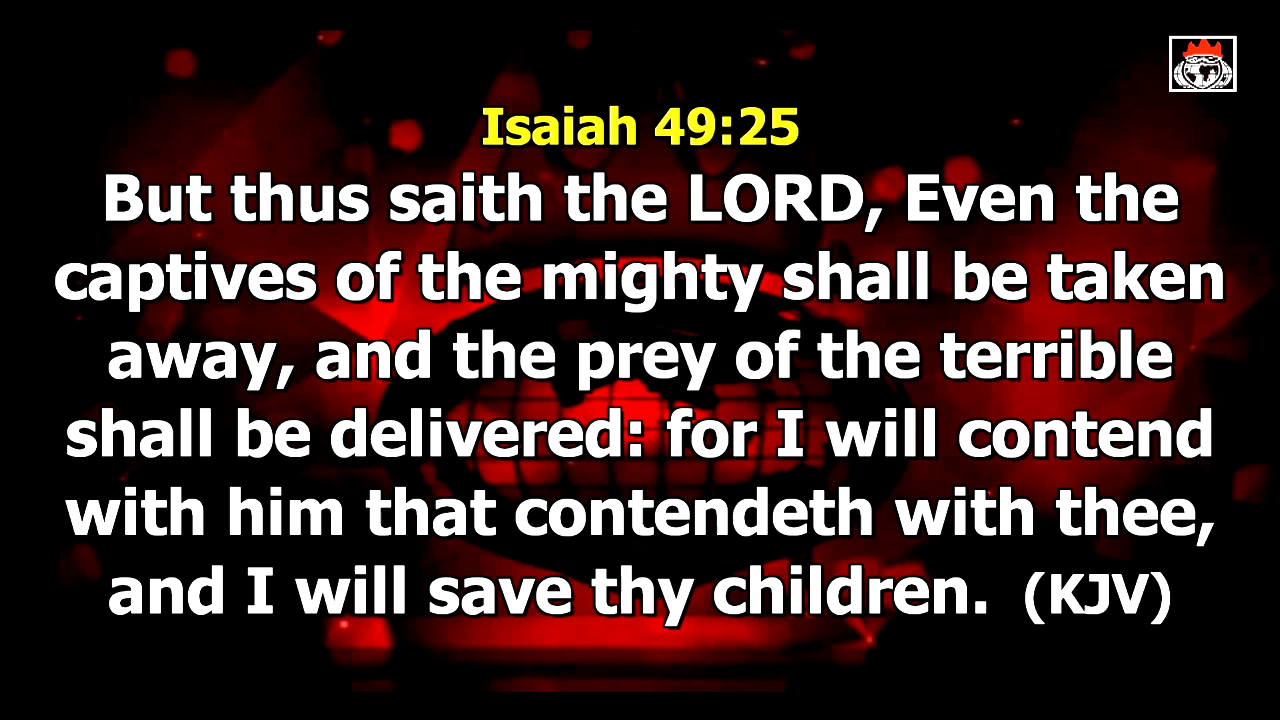 Isaiah 49:25
But thus saith the LORD, Even the
captives of the mighty shall be taken
away, and the prey of the terrible
shall be delivered: for I will contend
with him that contendeth with thee,
and I will save thy children. (KJV)